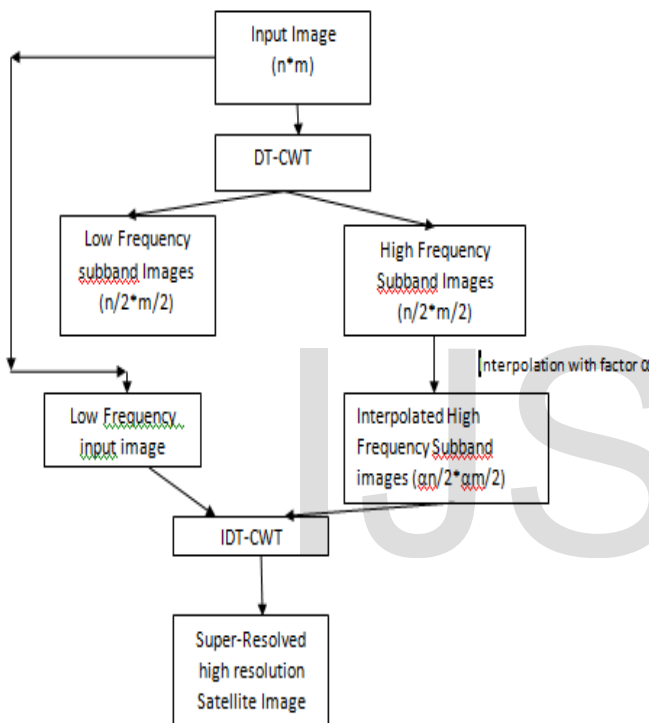 Input Image
(n*m)
DT-CWT
Low Frequency
subband Images
(n/2*m/2)
High Frequency
Subband Images
(n/2*m/2)
Interpolation with factor α
Low Frequency
input image
Interpolated High
Frequency Subband
images (αn/2*αm/2)
IDT-CWT
Super-Resolved
high resolution
Satellite Image
IJS